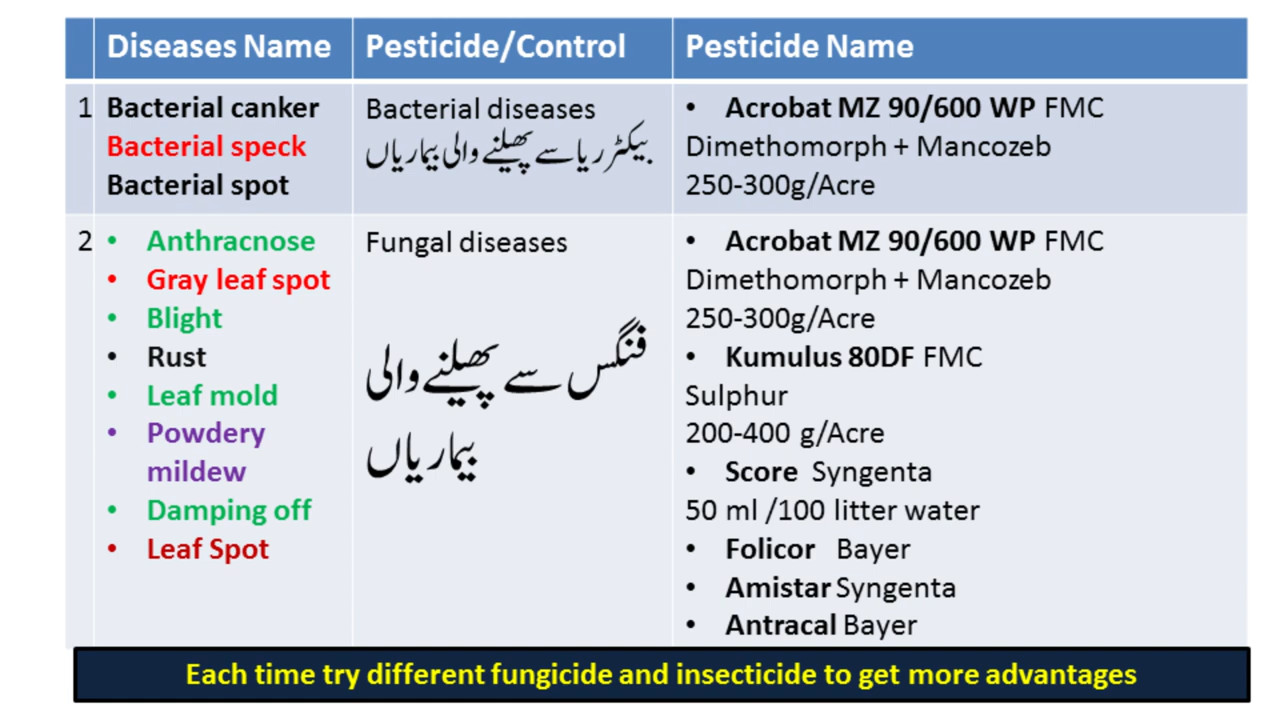 Diseases Name
Pesticide/Control
Pesticide Name
1
Bacterial canker
Bacterial speck
Bacterial spot
Bacterial diseases
بیکٹریاسے پھیلنے والی بیماریاں
• Acrobat MZ 90/600 WP FMC
Dimethomorph + Mancozeb
250-300g/Acre
2
• Anthracnose
• Gray leaf spot
• Blight
• Rust
• Leaf mold
• Powdery
mildew
• Damping off
• Leaf Spot
Fungal diseases
فنگس سے پھیلنے والی
بیماریاں
• Acrobat MZ 90/600 WP FMC
Dimethomorph + Mancozeb
250-300g/Acre
• Kumulus 80DF FMC
Sulphur
200-400 g/Acre
• Score Syngenta
50 ml /100 litter water
• Folicor Bayer
• Amistar Syngenta
• Antracal Bayer
Each time try different fungicide and insecticide to get more advantages